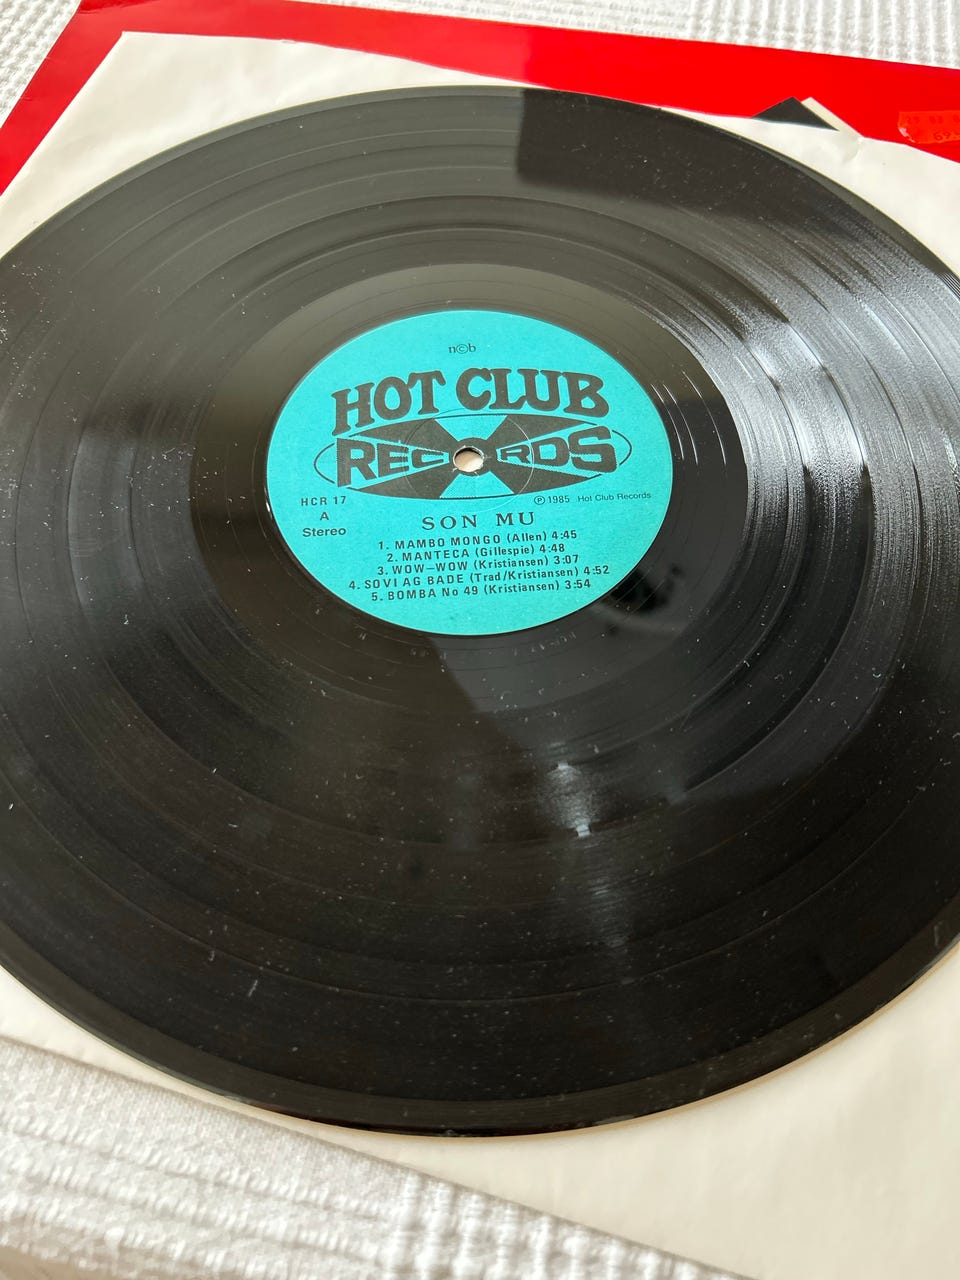 n©b
HOT CLUB
RECORDS
HCR 17
A
Stereo
℗ 1985 Hot Club Records
SON MU
1. MAMBO MONGO (Allen) 4:45
2. MANTECA (Gillespie) 4:48
3. WOW—WOW (Kristiansen) 3:07
4. SOVI AG BADE (Trad/Kristiansen) 4:52
5. BOMBA No 49 (Kristiansen) 3:54